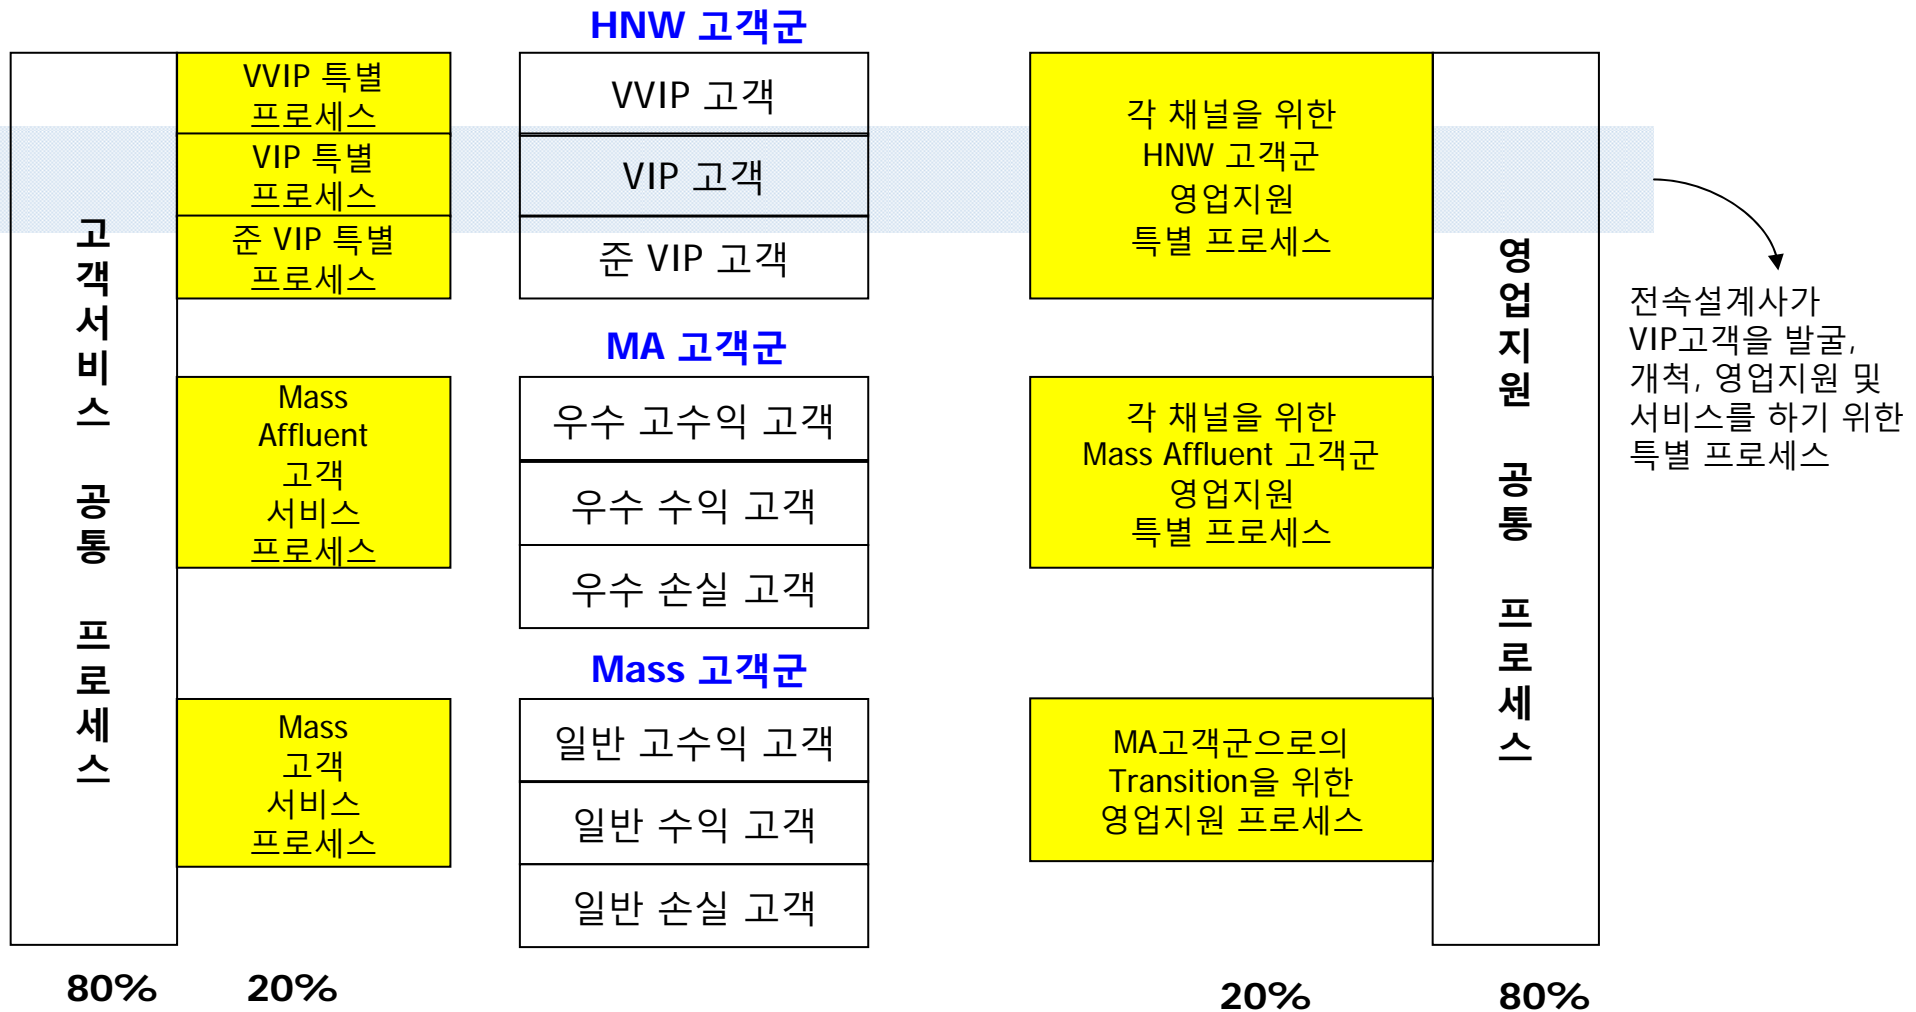 HNW 고객군
VVIP 특별
프로세스
VIP 특별
프로세스
준 VIP 특별
프로세스
VVIP 고객
VIP 고객
준 VIP 고객
각 채널을 위한
HNW 고객군
영업지원
특별 프로세스
고객서비스 공통 프로세스
영업지원 공통 프로세스
전속설계사가
VIP고객을 발굴,
개척, 영업지원 및
서비스를 하기 위한
특별 프로세스
MA 고객군
Mass
Affluent
고객
서비스
프로세스
우수 고수익 고객
우수 수익 고객
우수 손실 고객
각 채널을 위한
Mass Affluent 고객군
영업지원
특별 프로세스
Mass 고객군
Mass
고객
서비스
프로세스
일반 고수익 고객
일반 수익 고객
일반 손실 고객
MA고객군으로의
Transition을 위한
영업지원 프로세스
80%
20%
20%
80%